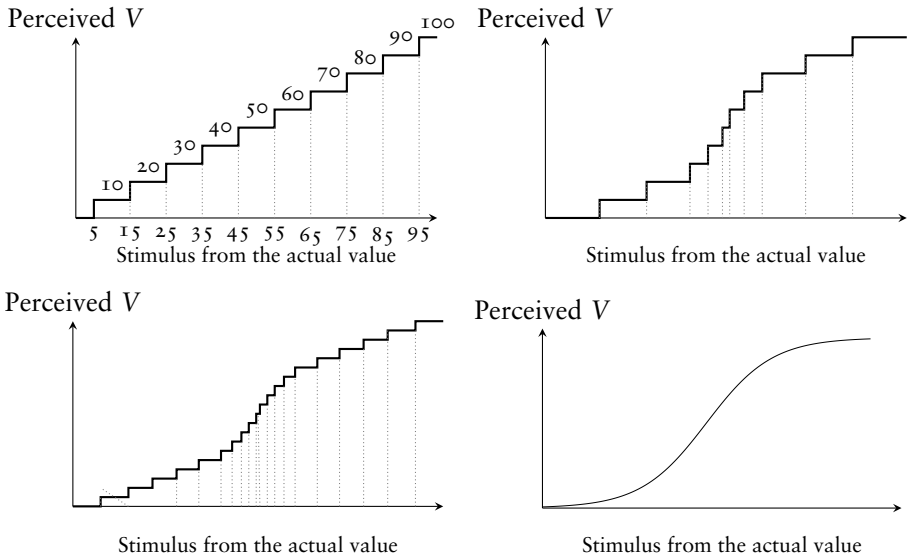 Perceived V
100
90
80
70
60
50
40
30
20
10
5 15 25 35 45 55 65 75 85 95
Stimulus from the actual value
Perceived V
Stimulus from the actual value
Perceived V
Stimulus from the actual value
Perceived V
Stimulus from the actual value